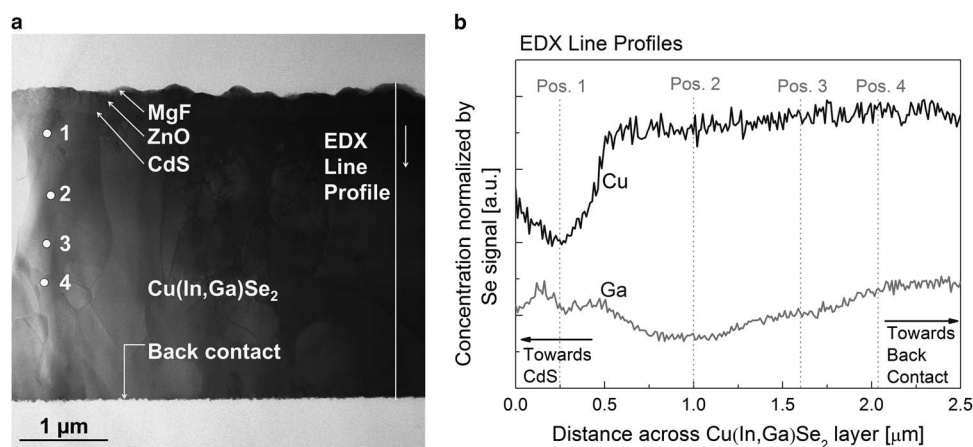 a
MgF
ZnO
CdS
1
2
3
4
EDX
Line
Profile
Cu(In,Ga)Se2
Back contact
1 µm
b
EDX Line Profiles
Pos. 1
Pos. 2
Pos. 3
Pos. 4
Cu
Ga
Towards
CdS
Towards
Back
Contact
Concentration normalized by
Se signal [a.u.]
0.0 0.5 1.0 1.5 2.0 2.5
Distance across Cu(In,Ga)Se2 layer [µm]